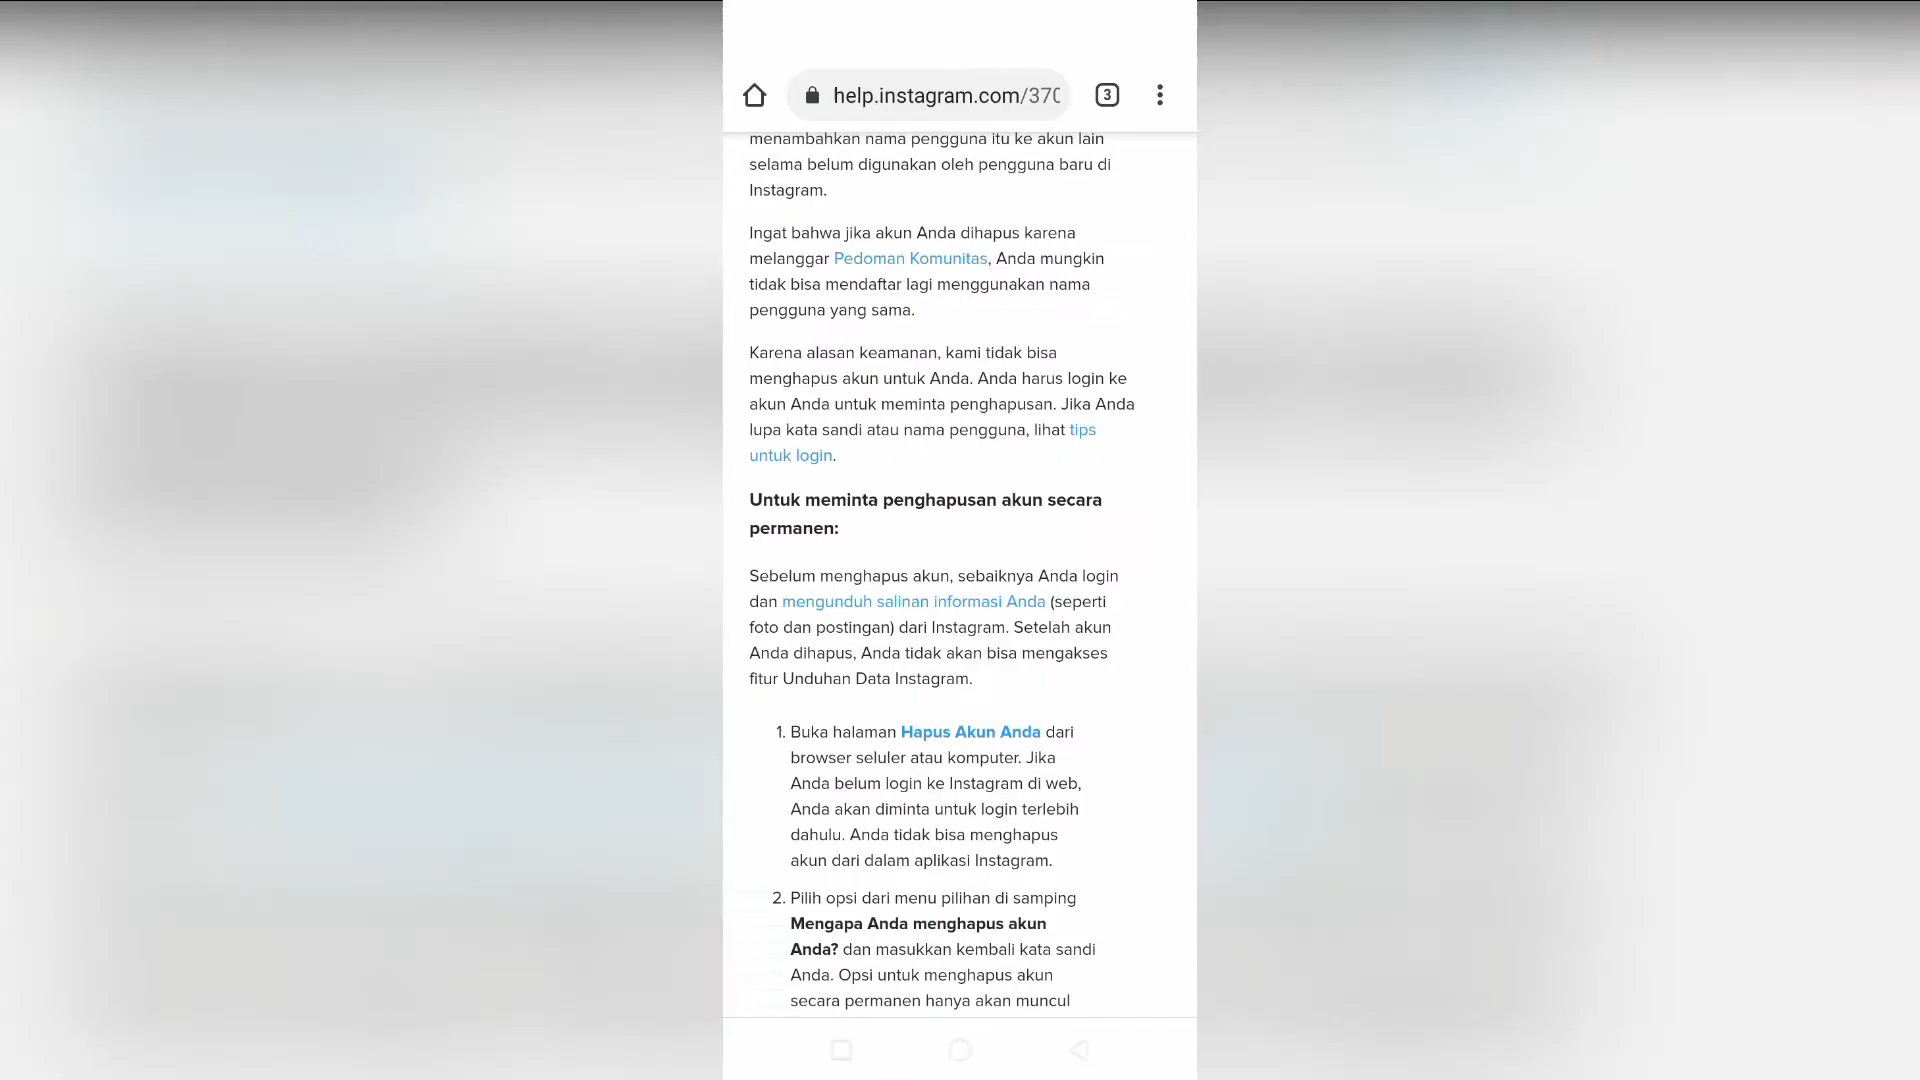 help.instagram.com/370
3
menambahkan nama pengguna itu ke akun lain
selama belum digunakan oleh pengguna baru di
Instagram.
Ingat bahwa jika akun Anda dihapus karena
melanggar Pedoman Komunitas, Anda mungkin
tidak bisa mendaftar lagi menggunakan nama
pengguna yang sama.
Karena alasan keamanan, kami tidak bisa
menghapus akun untuk Anda. Anda harus login ke
akun Anda untuk meminta penghapusan. Jika Anda
lupa kata sandi atau nama pengguna, lihat tips
untuk login.
Untuk meminta penghapusan akun secara
permanen:
Sebelum menghapus akun, sebaiknya Anda login
dan mengunduh salinan informasi Anda (seperti
foto dan postingan) dari Instagram. Setelah akun
Anda dihapus, Anda tidak akan bisa mengakses
fitur Unduhan Data Instagram.
1. Buka halaman Hapus Akun Anda dari
browser seluler atau komputer. Jika
Anda belum login ke Instagram di web,
Anda akan diminta untuk login terlebih
dahulu. Anda tidak bisa menghapus
akun dari dalam aplikasi Instagram.
2. Pilih opsi dari menu pilihan di samping
Mengapa Anda menghapus akun
Anda? dan masukkan kembali kata sandi
Anda. Opsi untuk menghapus akun
secara permanen hanya akan muncul